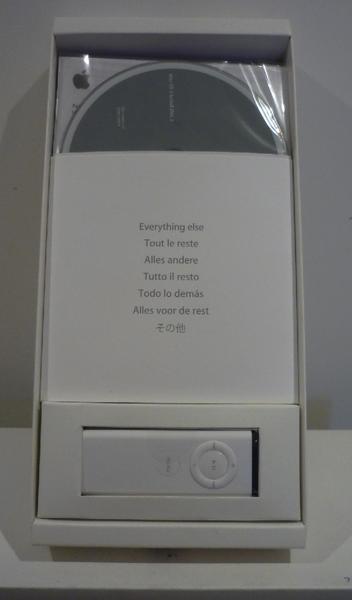 Everything else
Tout le reste
Alles andere
Tutto il resto
Todo lo demás
Alles voor de rest
その他